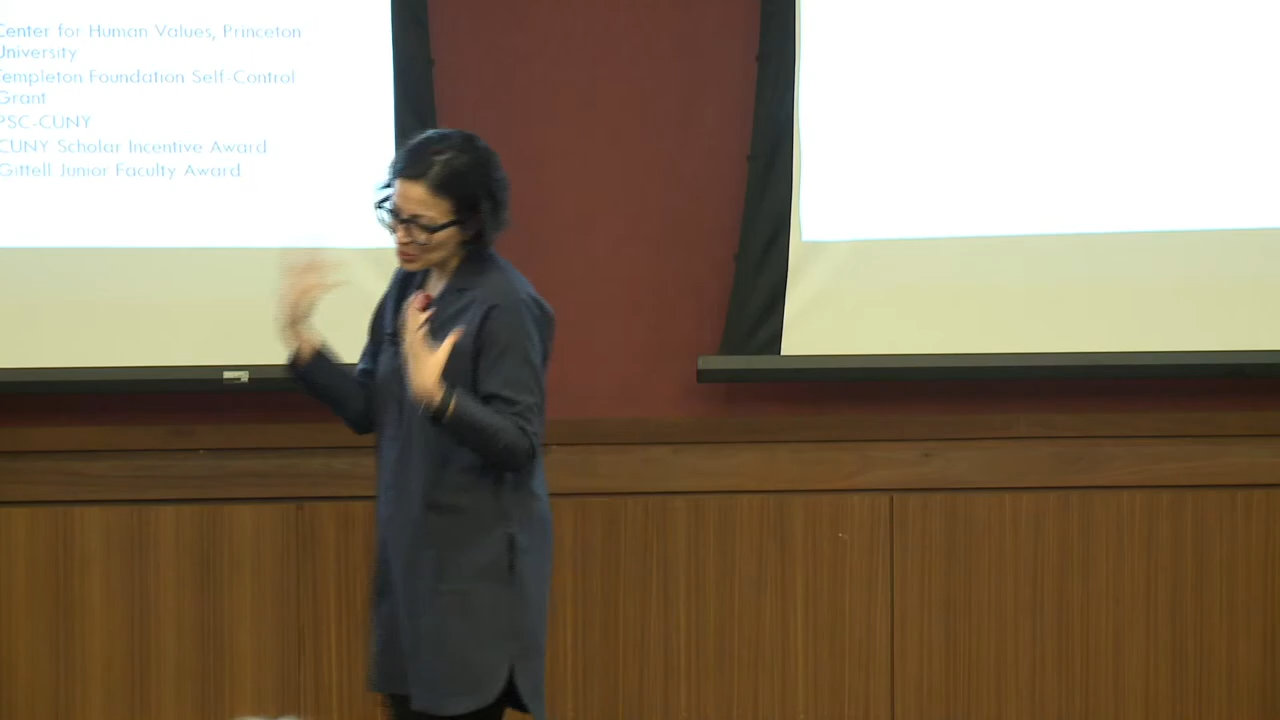 Center for Human Values, Princeton
University
Templeton Foundation Self-Control
Grant
PSC-CUNY
CUNY Scholar Incentive Award
Gittell Junior Faculty Award